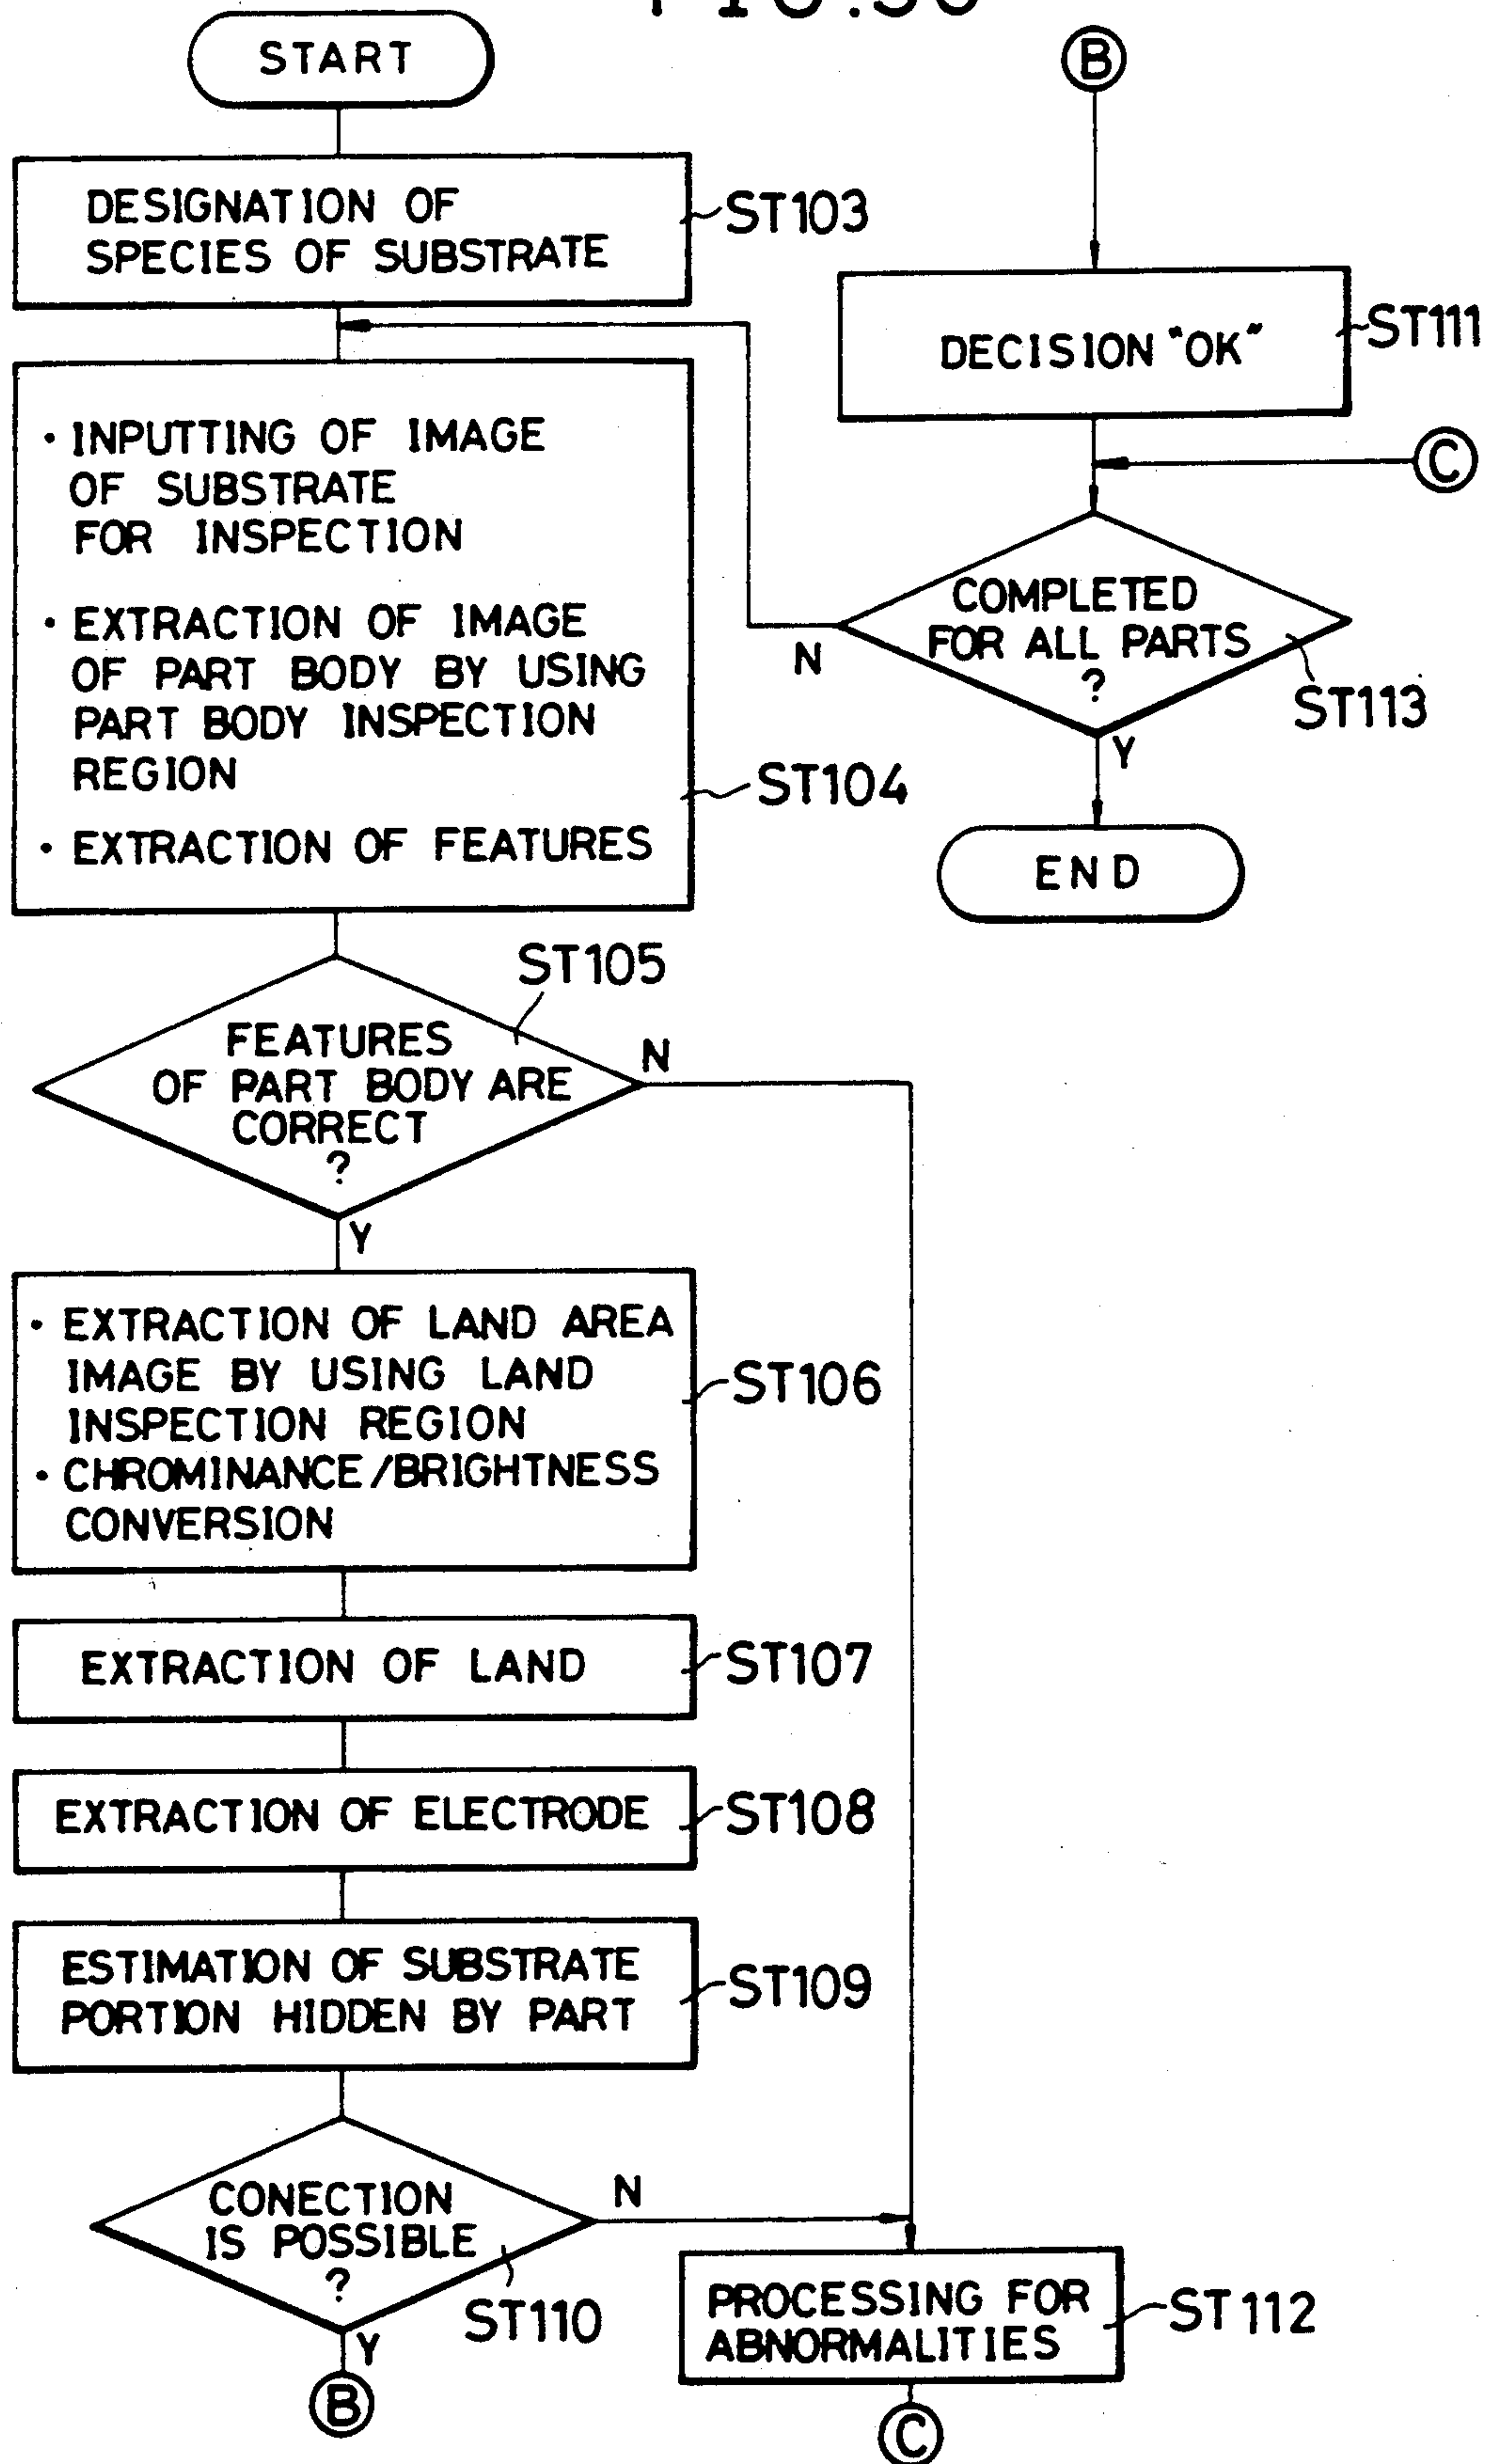 START
DESIGNATION OF
SPECIES OF SUBSTRATE
ST103
· INPUTTING OF IMAGE
OF SUBSTRATE
FOR INSPECTION
· EXTRACTION OF IMAGE
OF PART BODY BY USING
PART BODY INSPECTION
REGION
· EXTRACTION OF FEATURES
ST104
ST105
FEATURES
OF PART BODY ARE
CORRECT
?
N
Y
· EXTRACTION OF LAND AREA
IMAGE BY USING LAND
INSPECTION REGION
· CHROMINANCE/BRIGHTNESS
CONVERSION
ST106
EXTRACTION OF LAND
ST107
EXTRACTION OF ELECTRODE
ST108
ESTIMATION OF SUBSTRATE
PORTION HIDDEN BY PART
ST109
CONECTION
IS POSSIBLE
?
N
ST110
Y
B
PROCESSING FOR
ABNORMALITIES
ST112
C
B
DECISION "OK"
ST111
C
COMPLETED
FOR ALL PARTS
?
N
ST113
Y
END